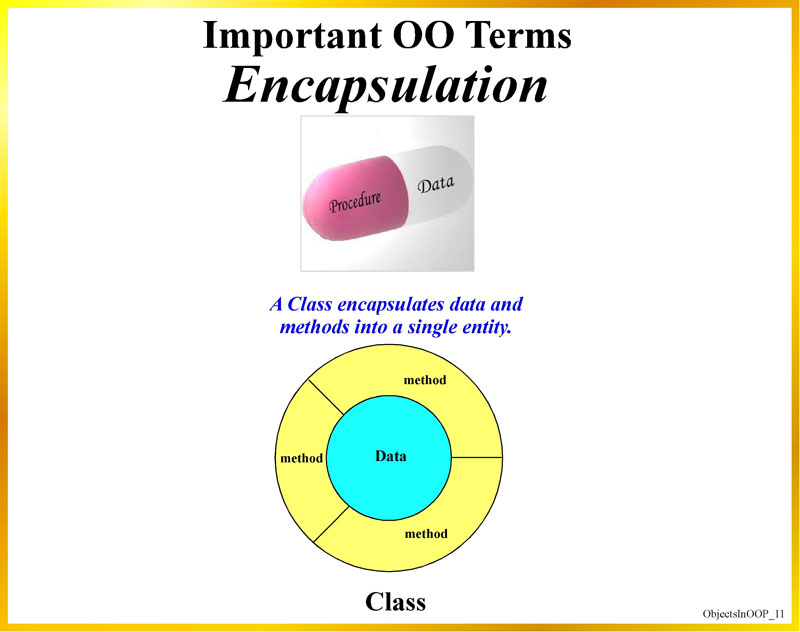 Important OO Terms
Encapsulation
Procedure
Data
A Class encapsulates data and
methods into a single entity.
method
method
Data
method
Class
ObjectsInOOP_11